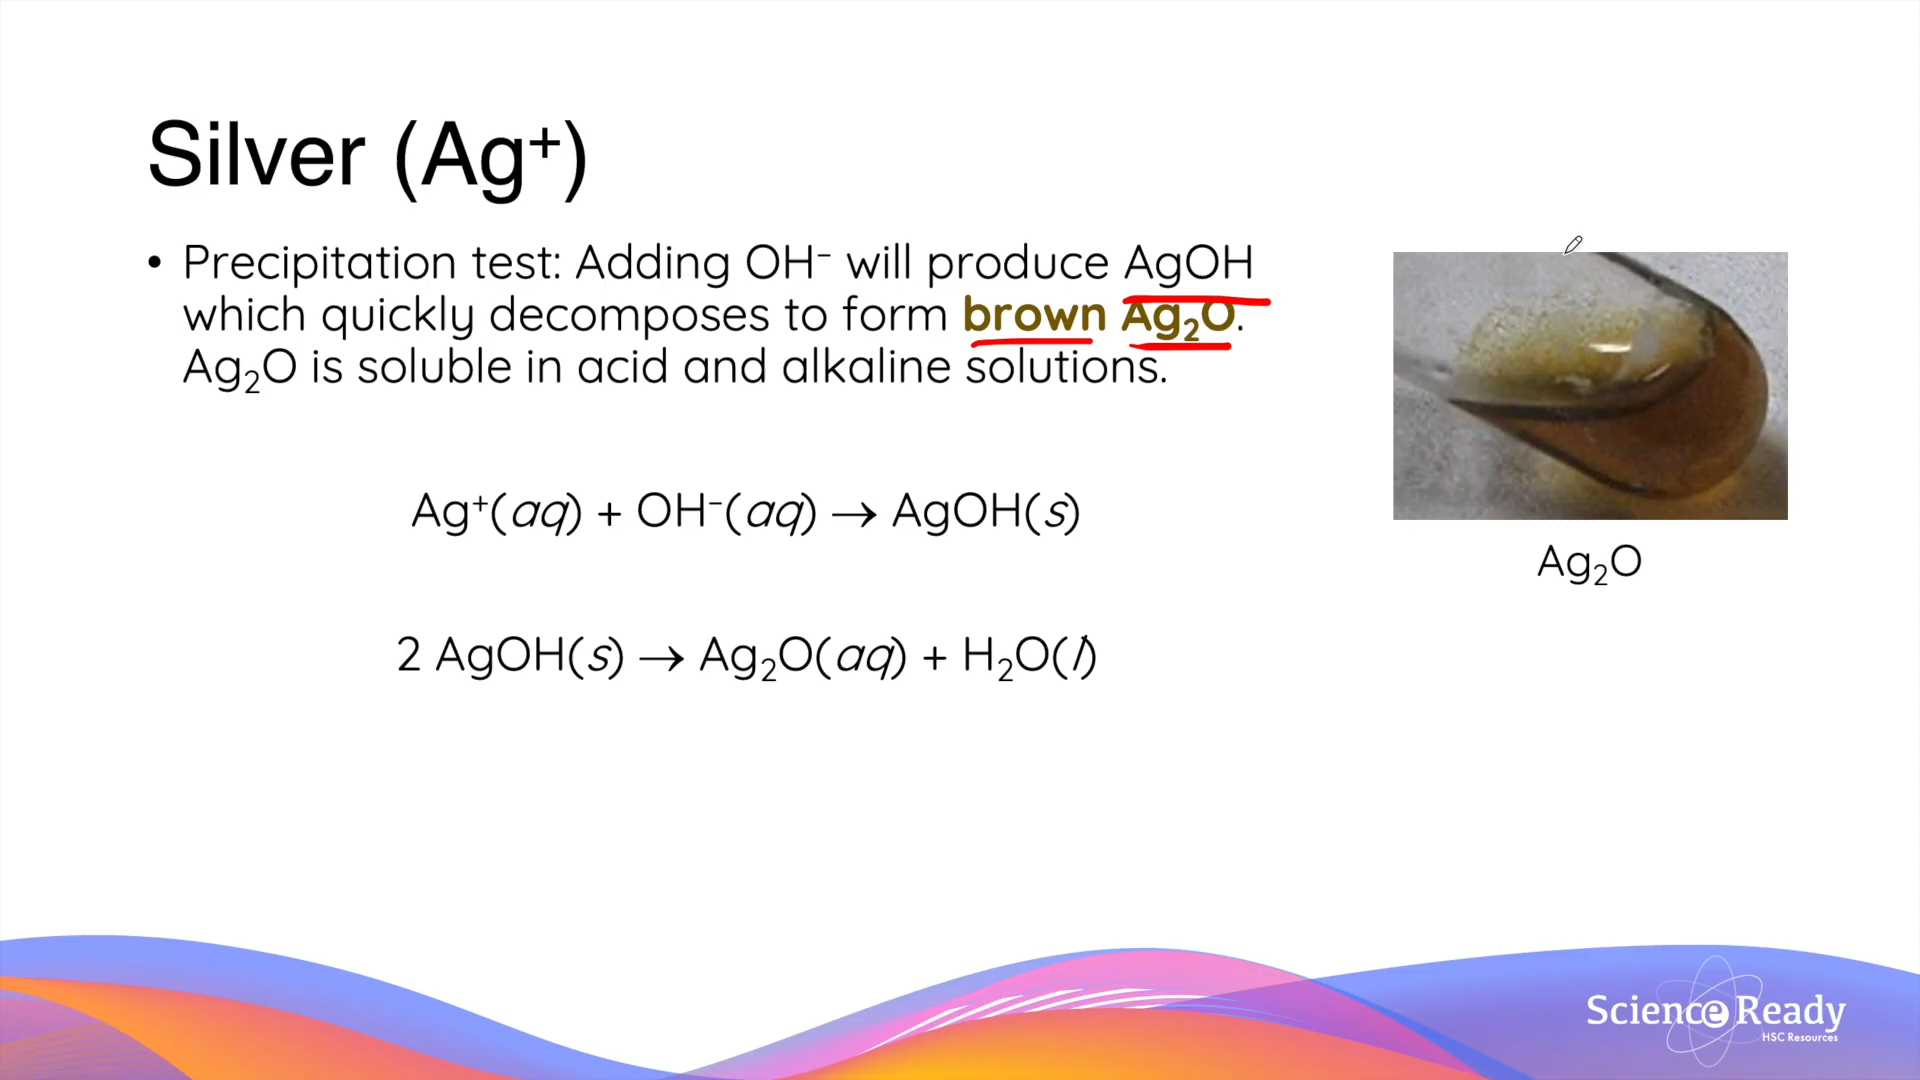 Silver (Ag⁺)
• Precipitation test: Adding OH⁻ will produce AgOH
which quickly decomposes to form brown Ag₂O.
Ag₂O is soluble in acid and alkaline solutions.
Ag⁺(aq) + OH⁻(aq) → AgOH(s)
2 AgOH(s) → Ag₂O(aq) + H₂O(l)
Ag₂O
Science Ready
HSC Resources